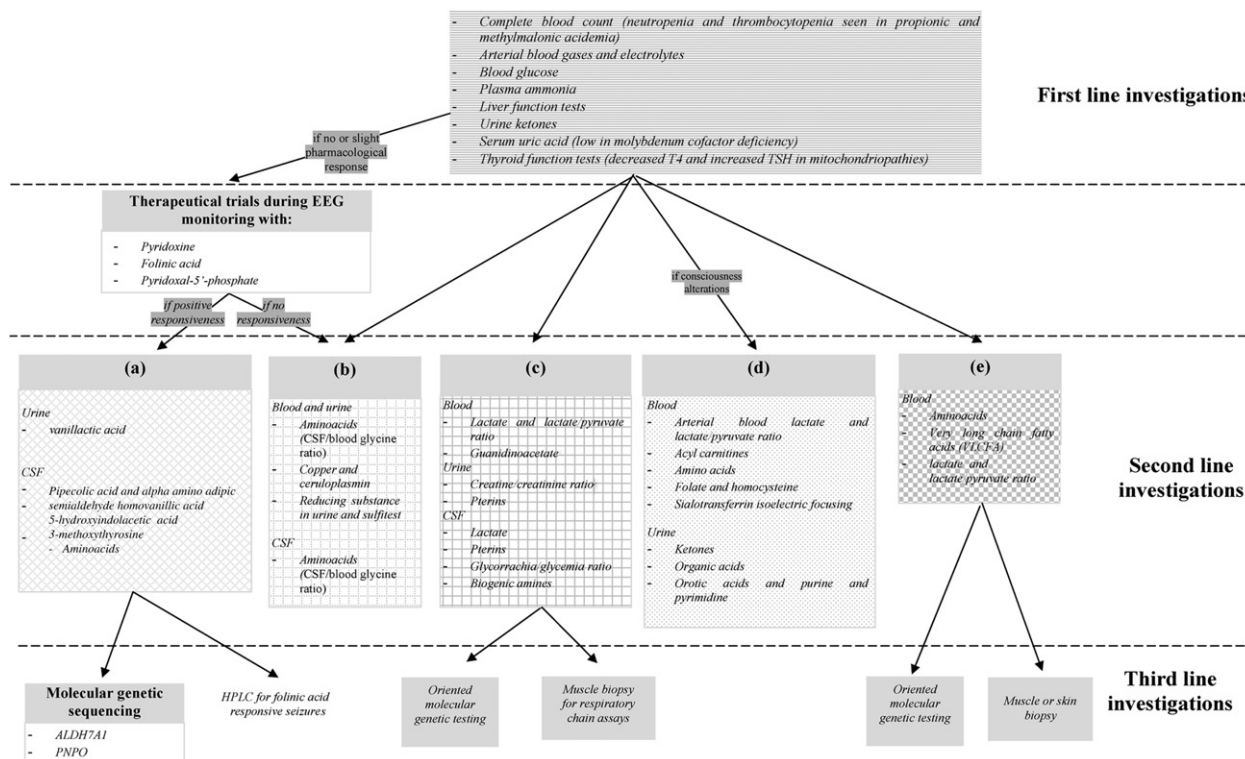 - Complete blood count (neutropenia and thrombocytopenia seen in propionic and
methylmalonic acidemia)
- Arterial blood gases and electrolytes
- Blood glucose
- Plasma ammonia
- Liver function tests
- Urine ketones
- Serum uric acid (low in molybdenum cofactor deficiency)
- Thyroid function tests (decreased T4 and increased TSH in mitochondriopathies)
First line investigations
if no or slight
pharmacological
response
Therapeutical trials during EEG
monitoring with:
- Pyridoxine
- Folinic acid
- Pyridoxal-5'-phosphate
if positive
responsiveness
if no
responsiveness
if consciousness
alterations
(a)
Urine
- vanillactic acid
CSF
- Pipecolic acid and alpha amino adipic
- semialdehyde homovanillic acid
5-hydroxyindolacetic acid
- 3-methoxythyrosine
- Aminoacids
(b)
Blood and urine
- Aminoacids
(CSF/blood glycine
ratio)
- Copper and
ceruloplasmin
- Reducing substance
in urine and sulfitest
CSF
- Aminoacids
(CSF/blood glycine
ratio)
(c)
Blood
- Lactate and lactate/pyruvate
ratio
- Guanidinoacetate
Urine
- Creatine creatinine ratio
- Pterins
CSF
- Lactate
- Pterins
- Glycorrachia/glycemia ratio
- Biogenic amines
(d)
Blood
- Arterial blood lactate and
lactate/pyruvate ratio
- Acyl carnitines
- Amino acids
- Folate and homocysteine
- Sialotransferrin isoelectric focusing
Urine
- Ketones
- Organic acids
- Orotic acids and purine and
pyrimidine
(e)
Blood
- Aminoacids
- Very long chain fatty
acids (VLCFA)
- lactate and
lactate pyruvate ratio
Second line
investigations
Molecular genetic
sequencing
- ALDH7A1
- PNPO
HPLC for folinic acid
responsive seizures
Oriented
molecular
genetic testing
Muscle biopsy
for respiratory
chain assays
Oriented
molecular
genetic testing
Muscle or skin
biopsy
Third line
investigations